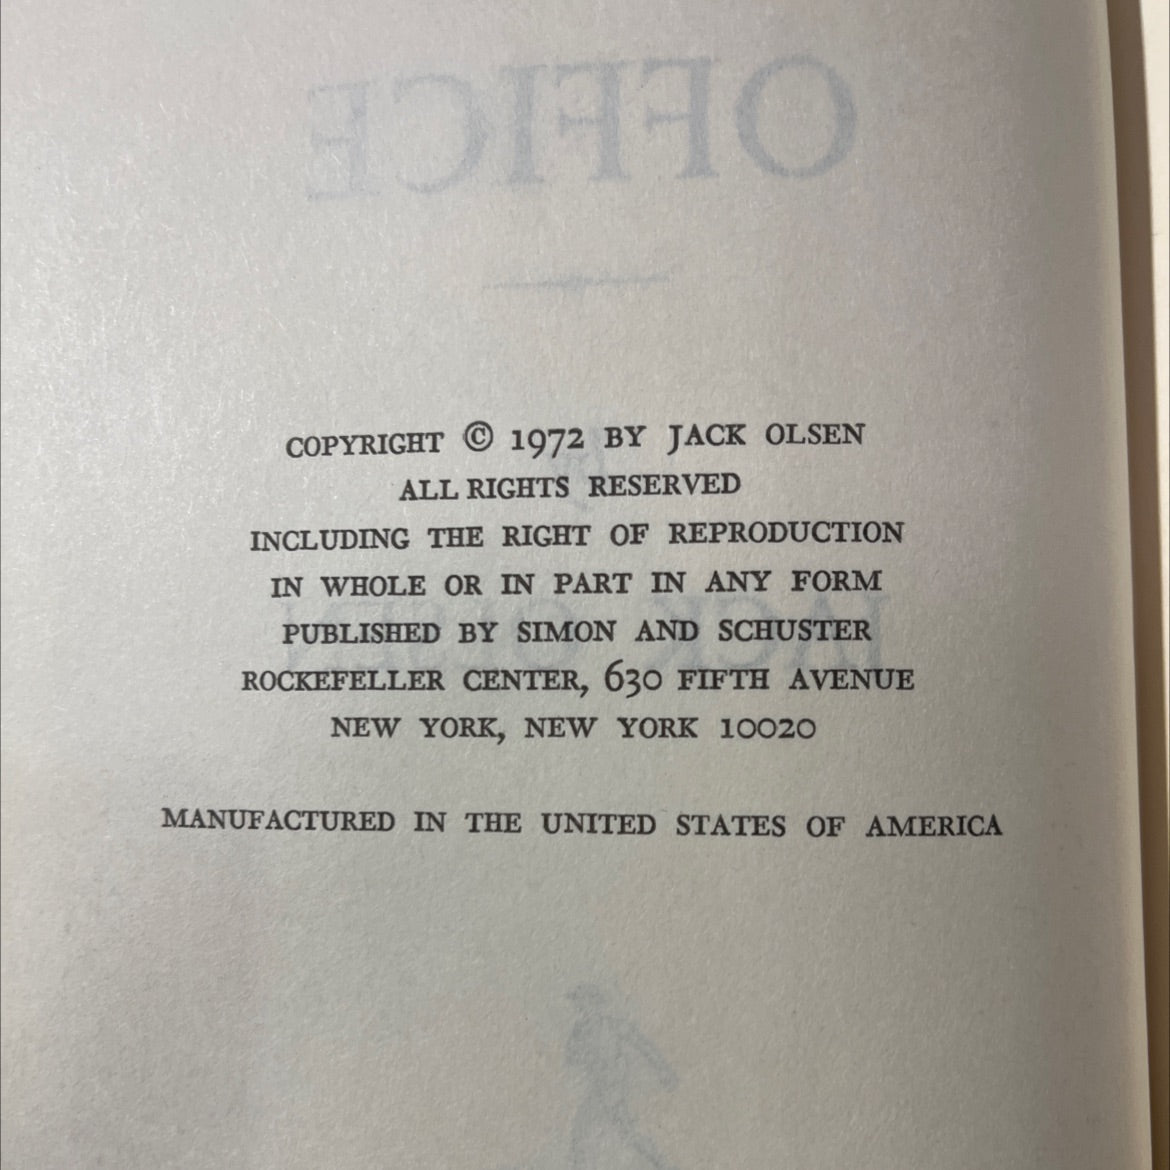 OFFICE
COPYRIGHT © 1972 BY JACK OLSEN
ALL RIGHTS RESERVED
INCLUDING THE RIGHT OF REPRODUCTION
IN WHOLE OR IN PART IN ANY FORM
PUBLISHED BY SIMON AND SCHUSTER
ROCKEFELLER CENTER, 630 FIFTH AVENUE
NEW YORK, NEW YORK 10020
MANUFACTURED IN THE UNITED STATES OF AMERICA